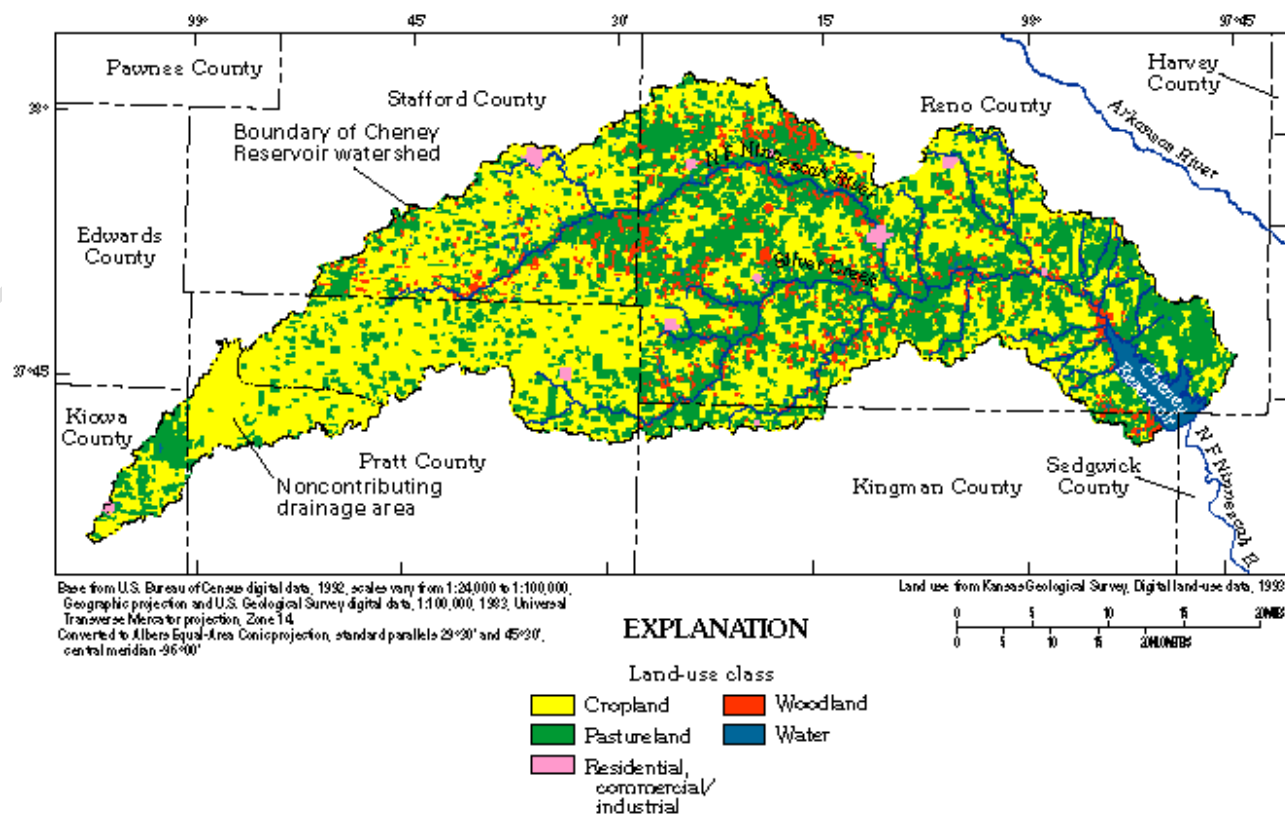 99°
45'
30'
15'
98°
97°45'
Pawnee County
Stafford County
Harvey
County
38°
Reno County
Arkansas River
Boundary of Cheney
Reservoir watershed
N F Ninnescah River
Edwards
County
Silver Creek
97°45
Cheney
Reservoir
Kiowa
County
Pratt County
Noncontributing
drainage area
Kingman County
Sedgwick
County
N F Ninnescah R
Base from U.S. Bureau of Census digital data, 1992, scales vary from 1:24,000 to 1:100,000,
Geographic projection and U.S. Geological Survey digital data, 1:100,000, 1983, Universal
Transverse Mercator projection, Zone 14
Converted to Albers Equal-Area Conic projection, standard parallels 29°30' and 45°30',
central meridian -96°00'
Land use from Kansas Geological Survey, Digital land-use data, 1993
0 5 10 15 20 MILES
0 5 10 15 20 KILOMETERS
EXPLANATION
Land-use class
Cropland
Woodland
Pastureland
Water
Residential,
commercial/
industrial